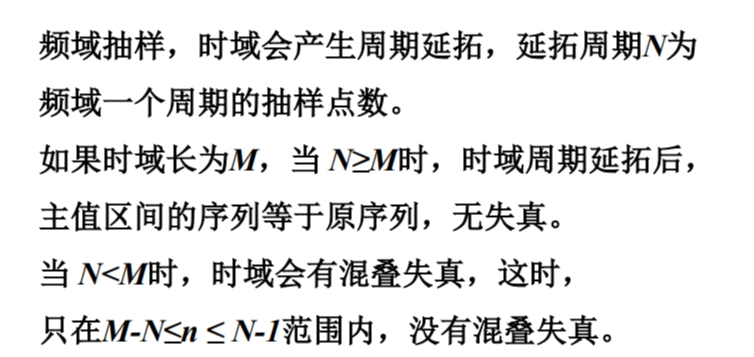 频域抽样，时域会产生周期延拓，延拓周期N为
频域一个周期的抽样点数。
如果时域长为M，当 N≥M时，时域周期延拓后，
主值区间的序列等于原序列，无失真。
当 N<M时，时域会有混叠失真，这时，
只在M-N≤n ≤ N-1范围内，没有混叠失真。